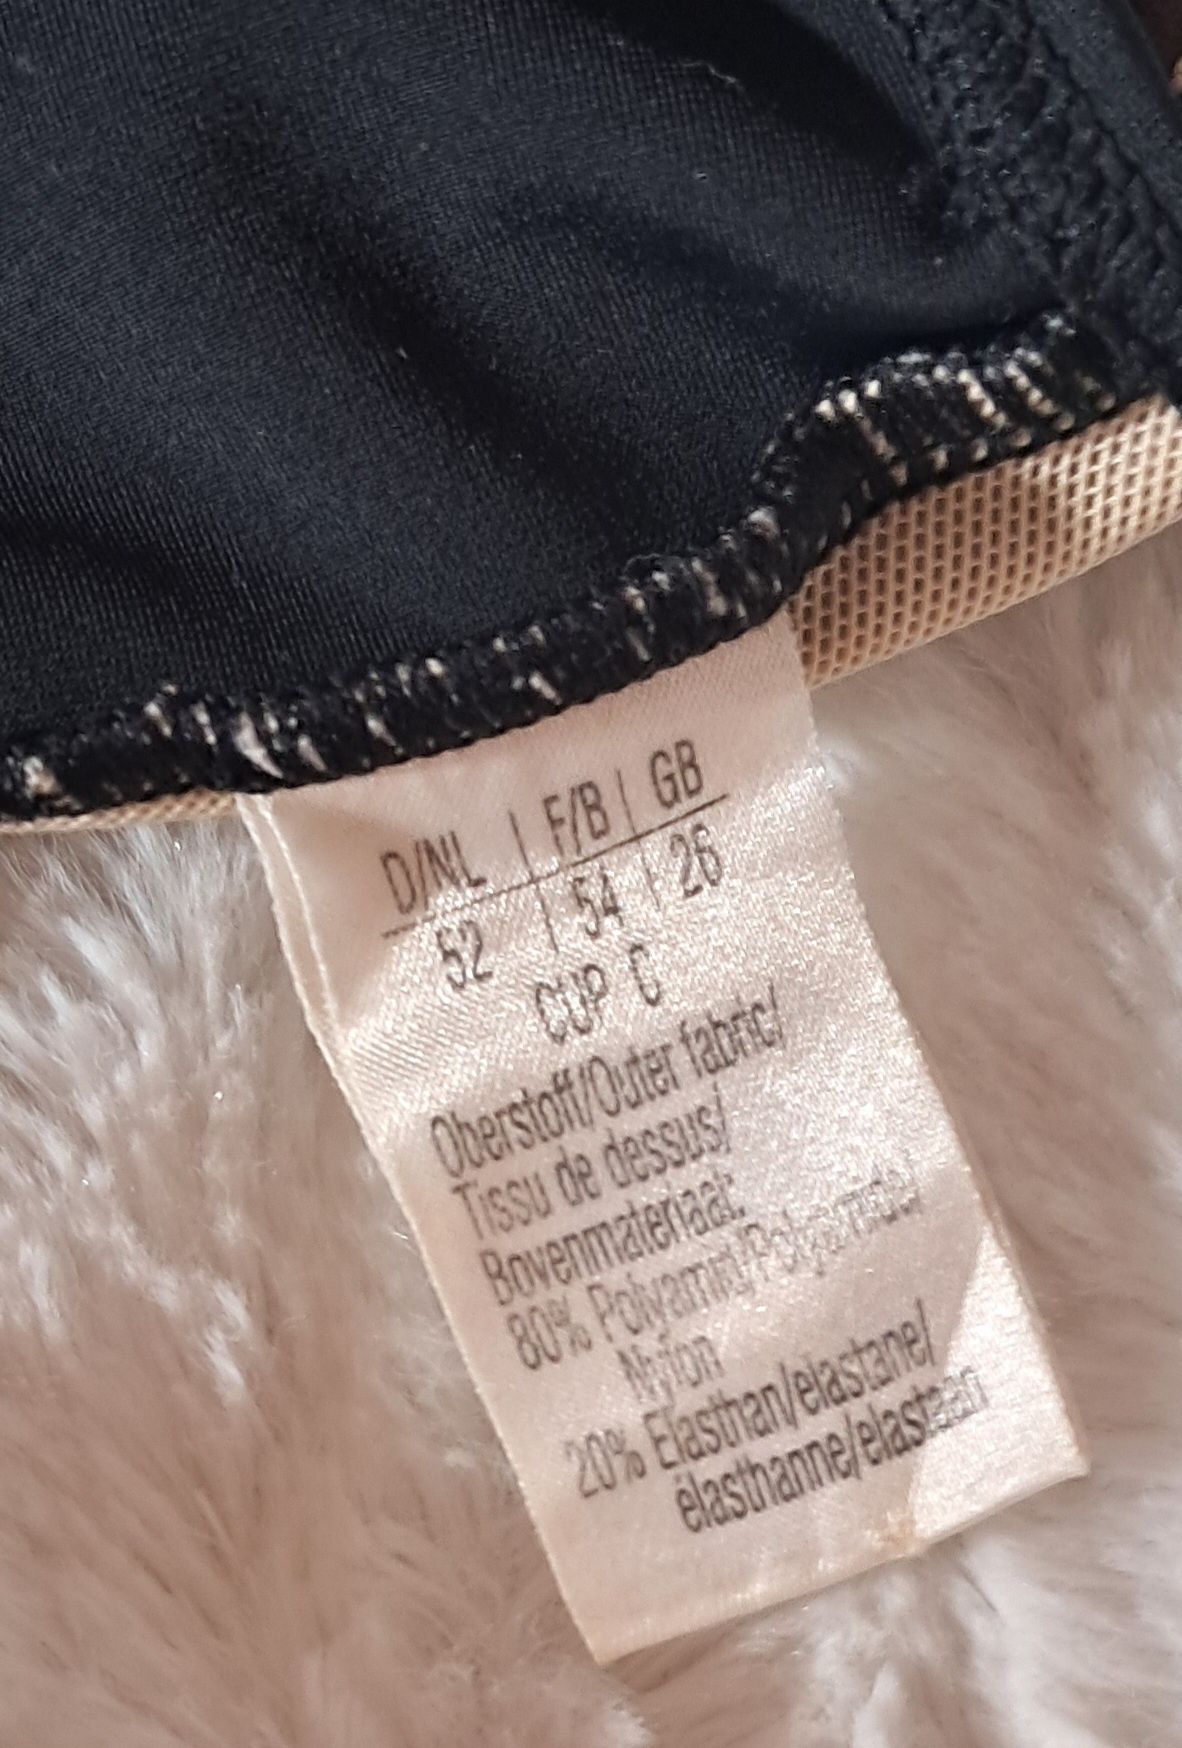 D/NL | F/B | GB
52 | 54 | 26
CUP C
Oberstoff/Outer fabric/
Tissu de dessus/
Bovenmateriaal:
80% Polyamid/Polyamide/
Nylon
20% Elasthan/elastane/
élasthanne/elastaan